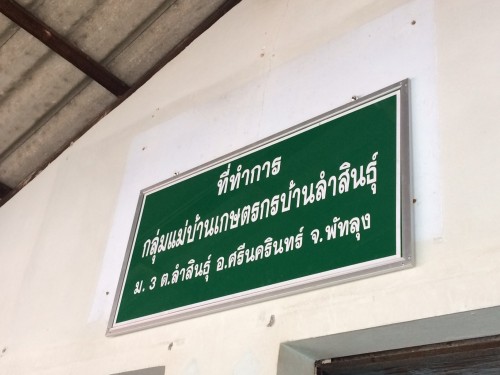 ที่ทำการ
กลุ่มแม่บ้านเกษตรกรบ้านลำสินธุ์
ม. 3 ต.ลำสินธุ์ อ.ศรีนครินทร์ จ.พัทลุง